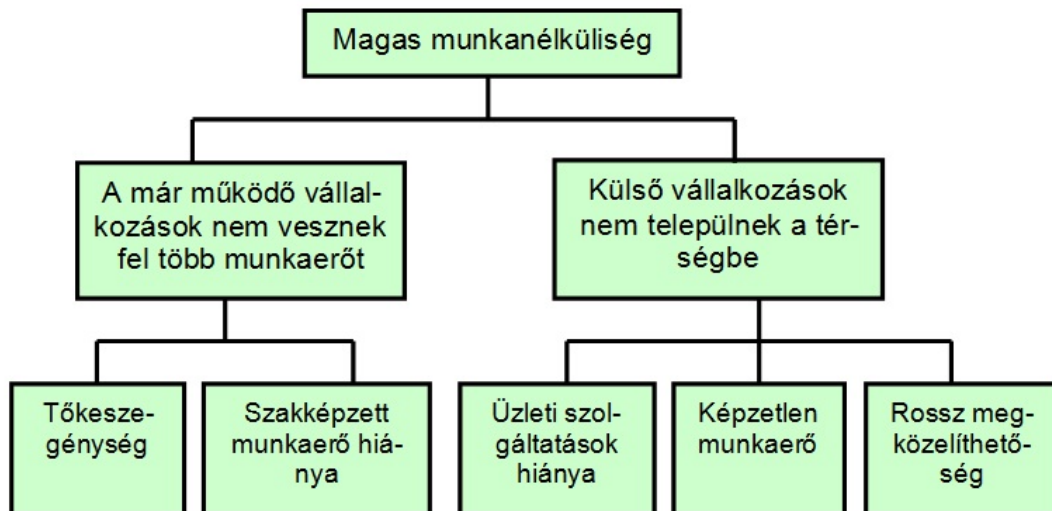 Magas munkanélküliség
A már működő vállal-
kozások nem vesznek
fel több munkaerőt
Külső vállalkozások
nem települnek a tér-
ségbe
Tőkesze-
génység
Szakképzett
munkaerő hiá-
nya
Üzleti szol-
gáltatások
hiánya
Képzetlen
munkaerő
Rossz meg-
közelíthető-
ség